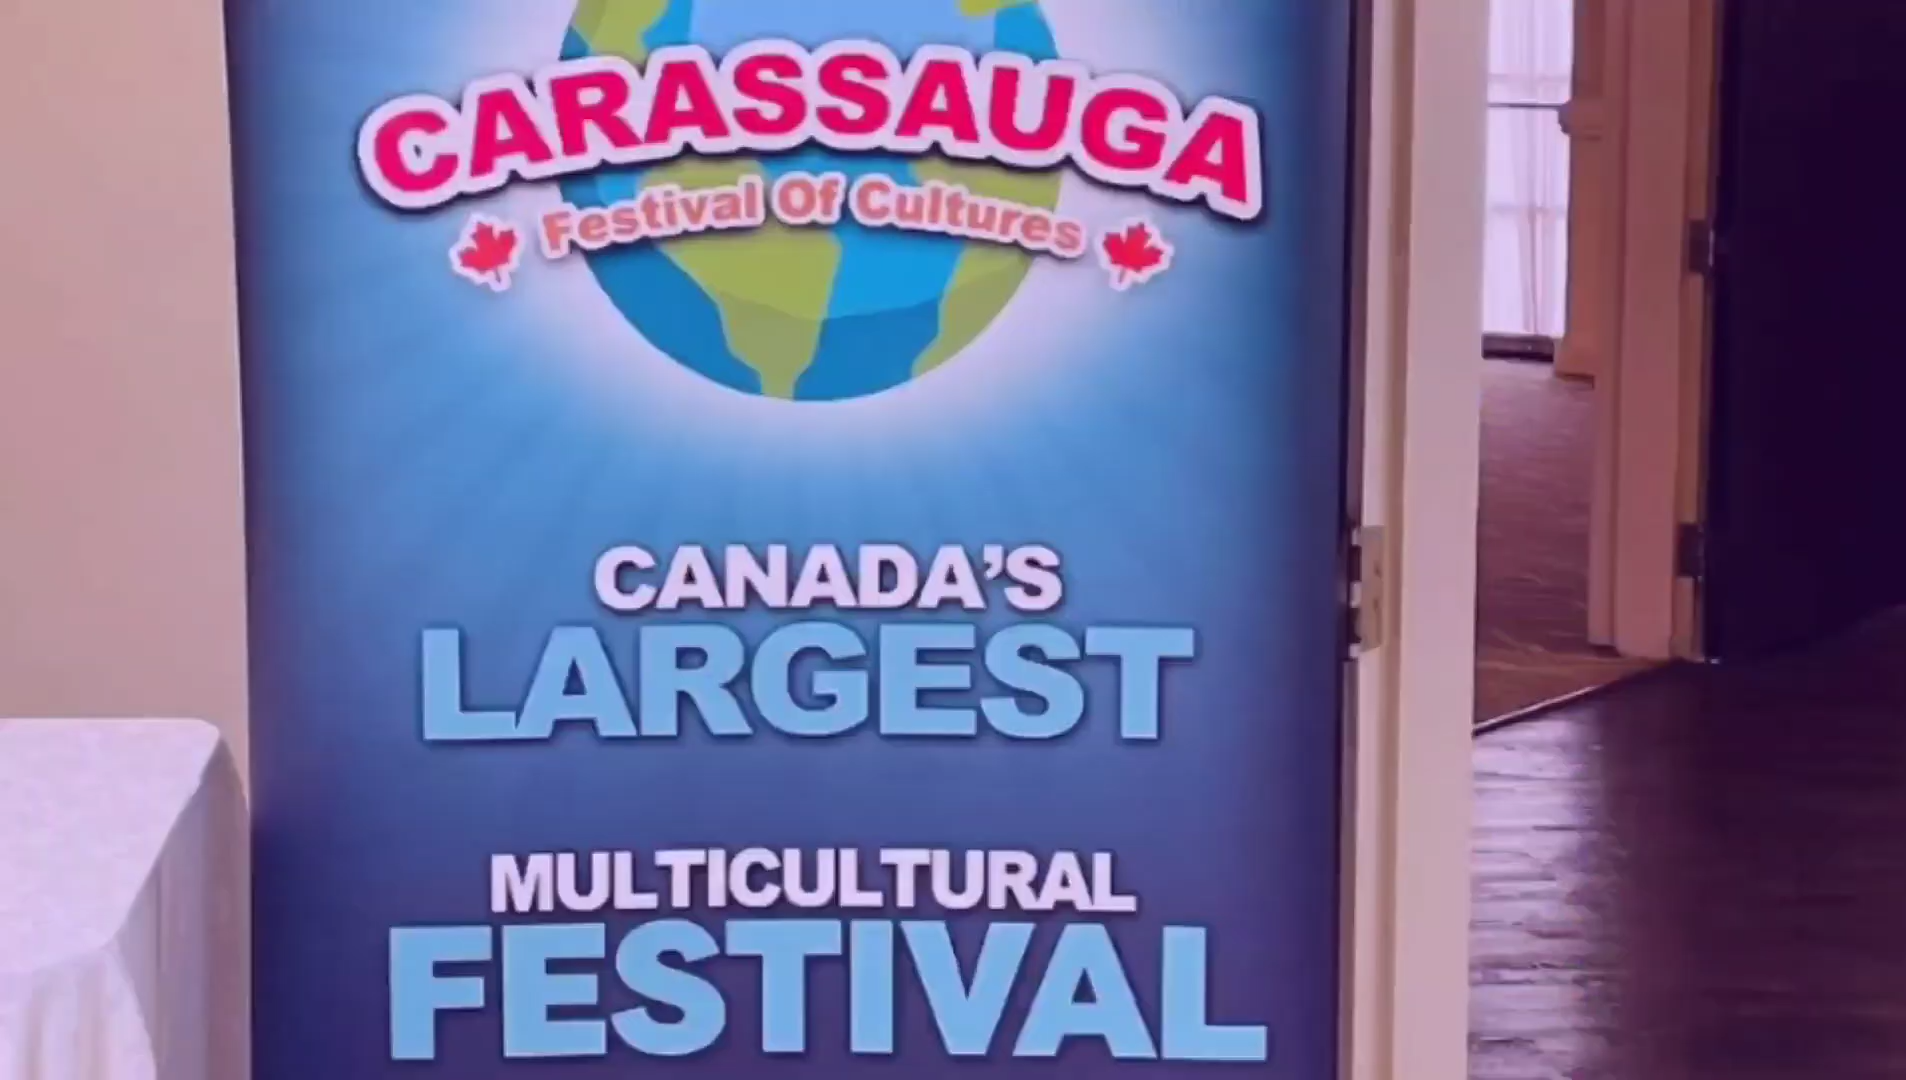 CARASSAUGA
Festival Of Cultures
CANADA'S
LARGEST
MULTICULTURAL
FESTIVAL